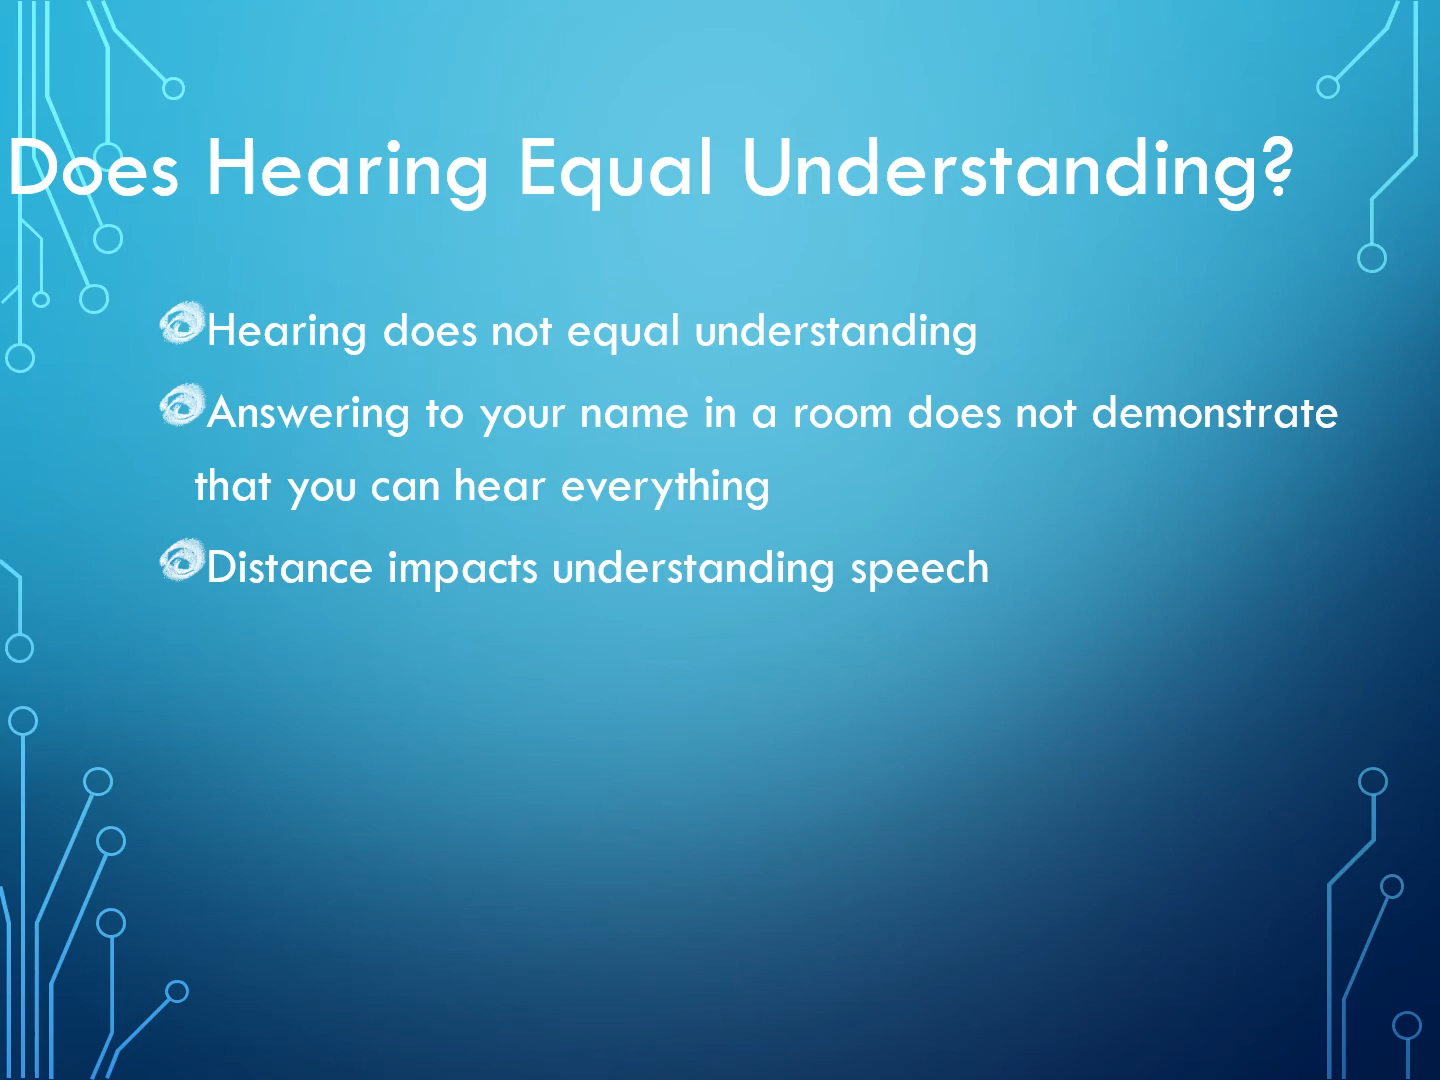 Does Hearing Equal Understanding?
Hearing does not equal understanding
Answering to your name in a room does not demonstrate
that you can hear everything
Distance impacts understanding speech